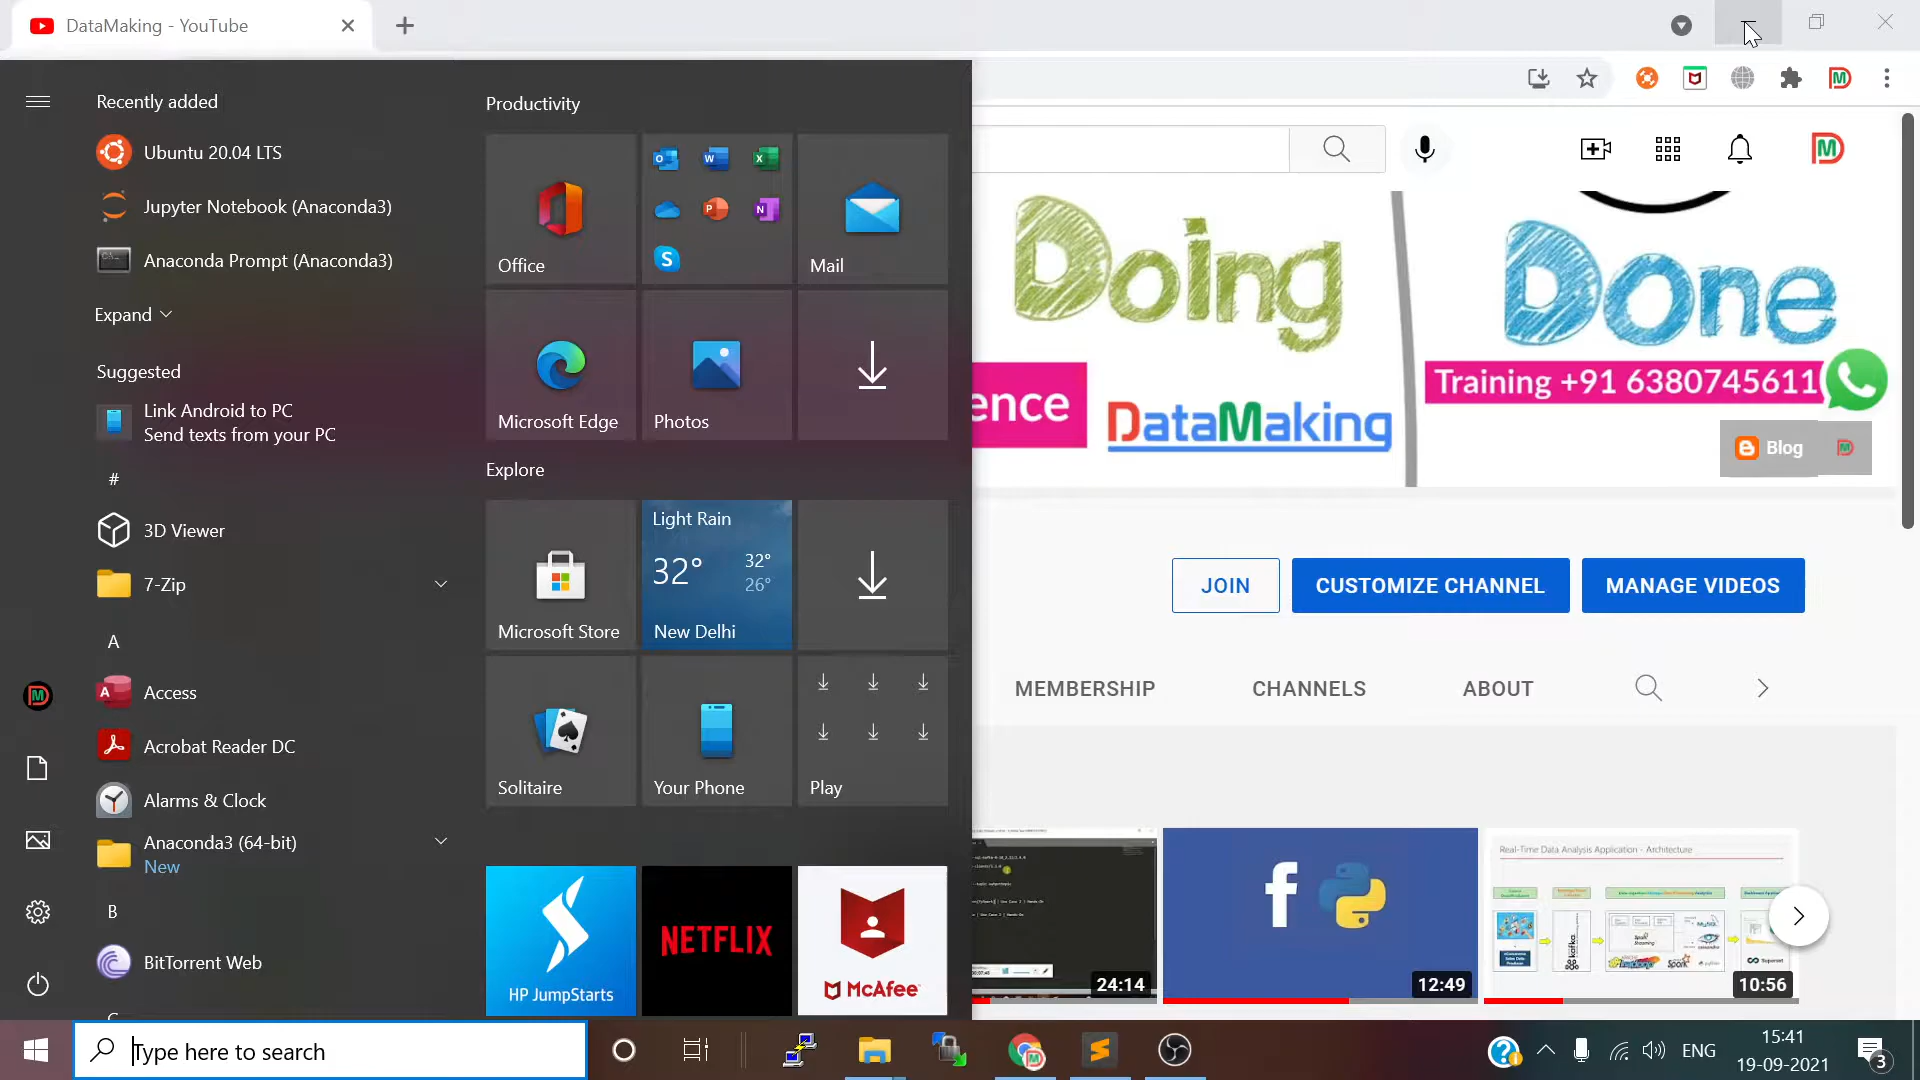 DataMaking - YouTube
Recently added
Ubuntu 20.04 LTS
Jupyter Notebook (Anaconda3)
Anaconda Prompt (Anaconda3)
Expand
Suggested
Link Android to PC
Send texts from your PC
#
3D Viewer
7-Zip
A
Access
Acrobat Reader DC
Alarms & Clock
Anaconda3 (64-bit)
New
B
BitTorrent Web
Productivity
Office
Mail
Microsoft Edge
Photos
Explore
Microsoft Store
Light Rain
32°
32°
26°
New Delhi
Solitaire
Your Phone
Play
HP JumpStarts
NETFLIX
McAfee
Doing
Done
ence
DataMaking
Training +91 6380745611
Blog
JOIN
CUSTOMIZE CHANNEL
MANAGE VIDEOS
MEMBERSHIP
CHANNELS
ABOUT
24:14
12:49
Real-Time Data Analysis Application - Architecture
10:56
Type here to search
ENG
15:41
19-09-2021
3